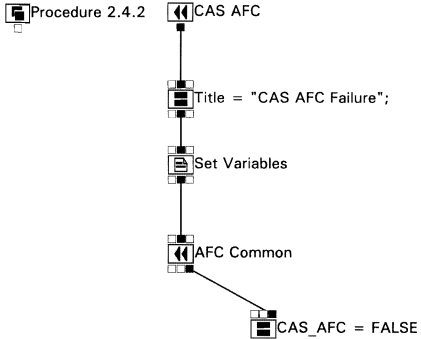 Procedure 2.4.2
CAS AFC
Title = "CAS AFC Failure";
Set Variables
AFC Common
CAS_AFC = FALSE